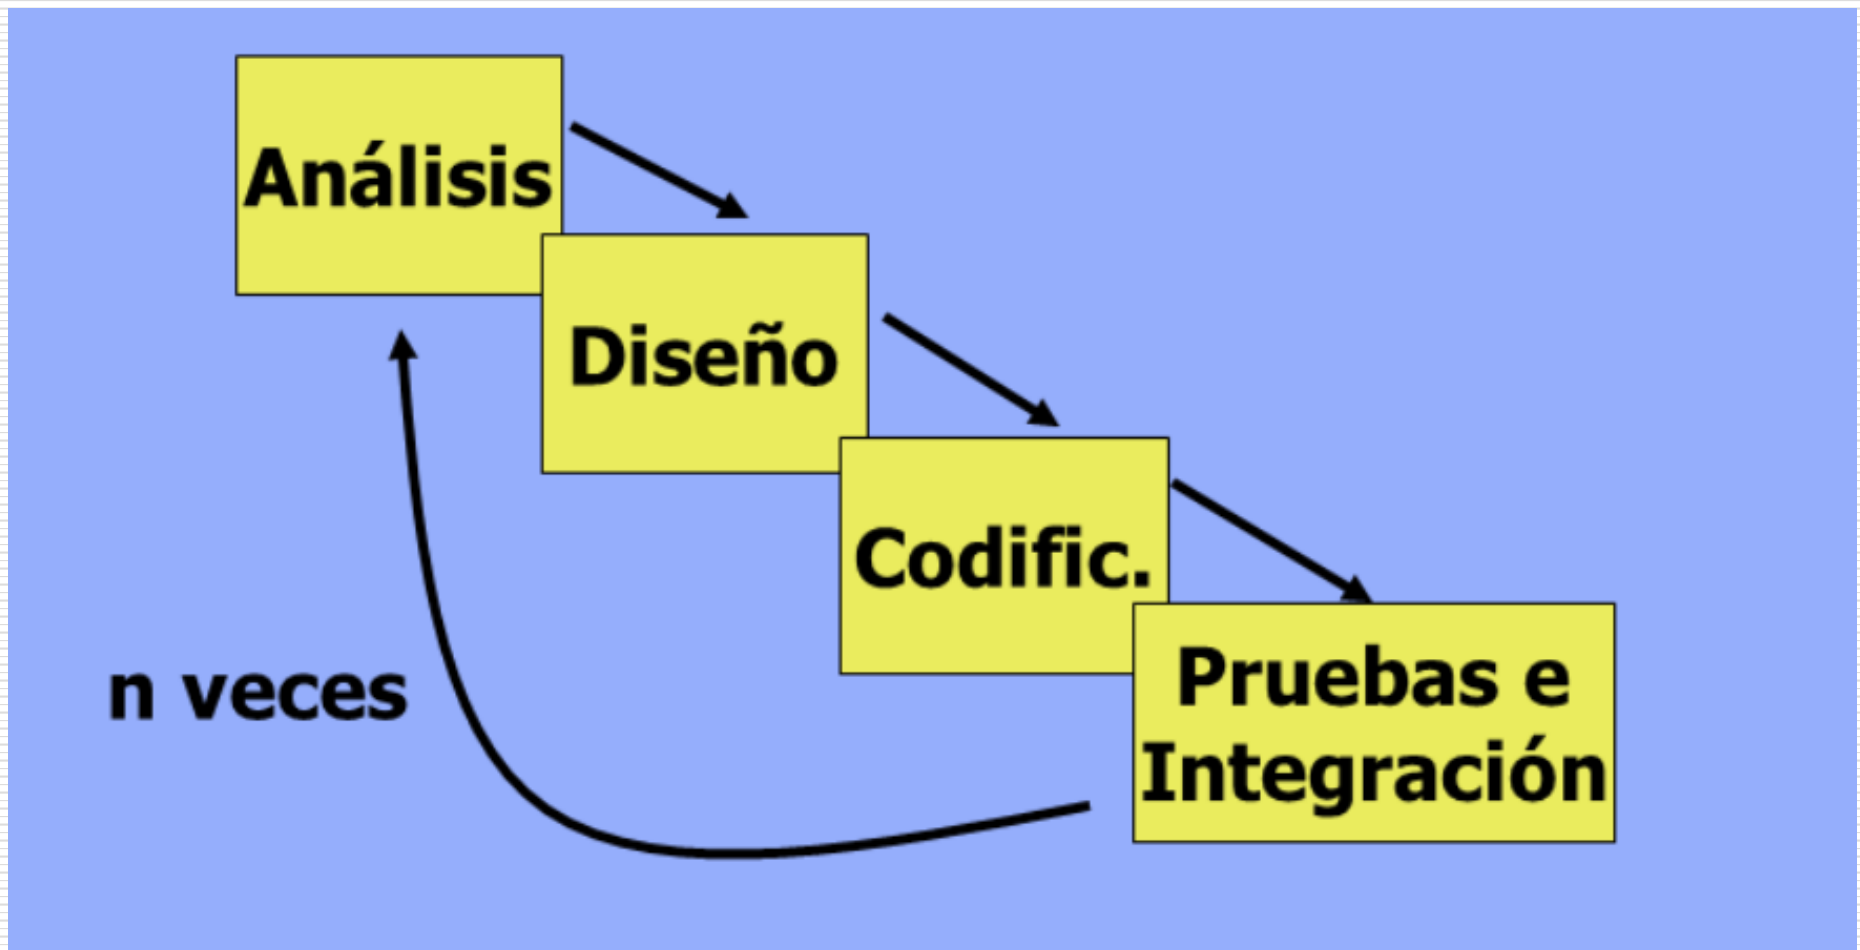 Análisis
Diseño
Codific.
Pruebas e
Integración
n veces